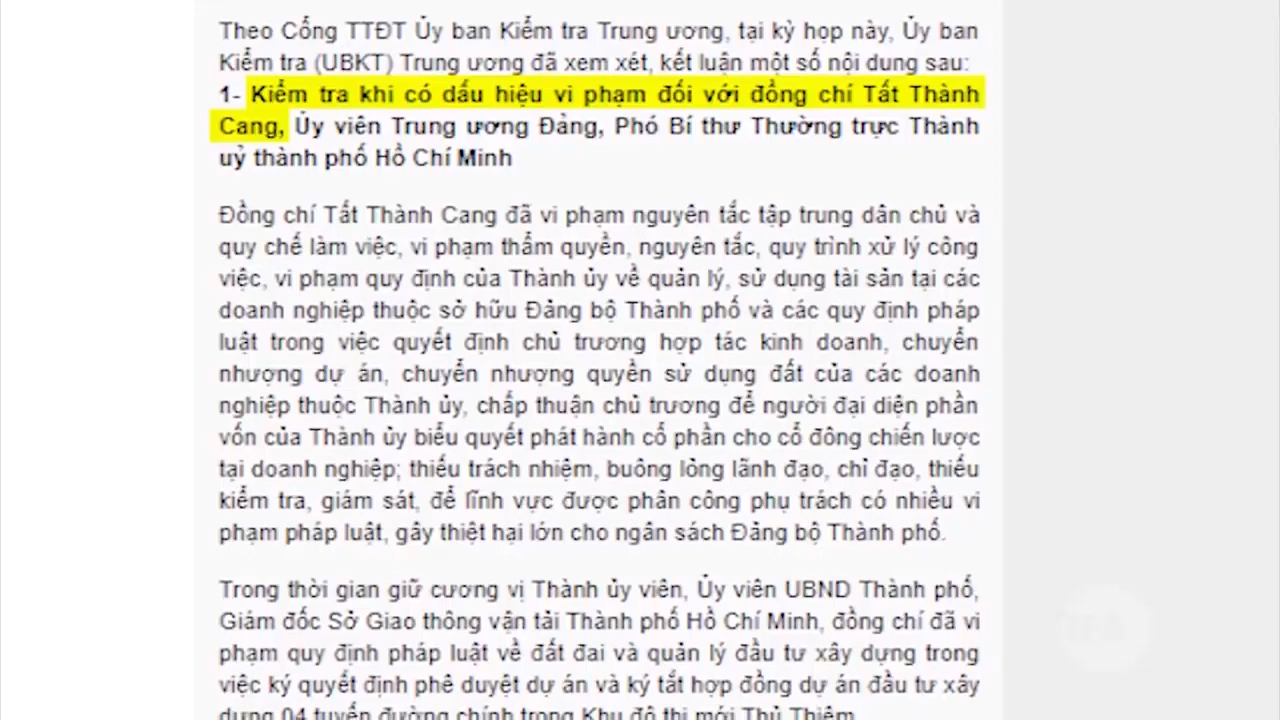 Theo Cổng TTĐT Ủy ban Kiểm tra Trung ương, tại kỳ họp này, Ủy ban
Kiểm tra (UBKT) Trung ương đã xem xét, kết luận một số nội dung sau:
1- Kiểm tra khi có dấu hiệu vi phạm đối với đồng chí Tất Thành
Cang, Ủy viên Trung ương Đảng, Phó Bí thư Thường trực Thành
uỷ thành phố Hồ Chí Minh
Đồng chí Tất Thành Cang đã vi phạm nguyên tắc tập trung dân chủ và
quy chế làm việc, vi phạm thẩm quyền, nguyên tắc, quy trình xử lý công
việc, vi phạm quy định của Thành ủy về quản lý, sử dụng tài sản tại các
doanh nghiệp thuộc sở hữu Đảng bộ Thành phố và các quy định pháp
luật trong việc quyết định chủ trương hợp tác kinh doanh, chuyển
nhượng dự án, chuyển nhượng quyền sử dụng đất của các doanh
nghiệp thuộc Thành ủy, chấp thuận chủ trương để người đại diện phần
vốn của Thành ủy biểu quyết phát hành cổ phần cho cổ đông chiến lược
tại doanh nghiệp; thiếu trách nhiệm, buông lỏng lãnh đạo, chỉ đạo, thiếu
kiểm tra, giám sát, để lĩnh vực được phân công phụ trách có nhiều vi
phạm pháp luật, gây thiệt hại lớn cho ngân sách Đảng bộ Thành phố.
Trong thời gian giữ cương vị Thành ủy viên, Ủy viên UBND Thành phố,
Giám đốc Sở Giao thông vận tải Thành phố Hồ Chí Minh, đồng chí đã vi
phạm quy định pháp luật về đất đai và quản lý đầu tư xây dựng trong
việc ký quyết định phê duyệt dự án và ký tắt hợp đồng dự án đầu tư xây
dựng 04 tuyến đường chính trong Khu đô thị mới Thủ Thiêm.